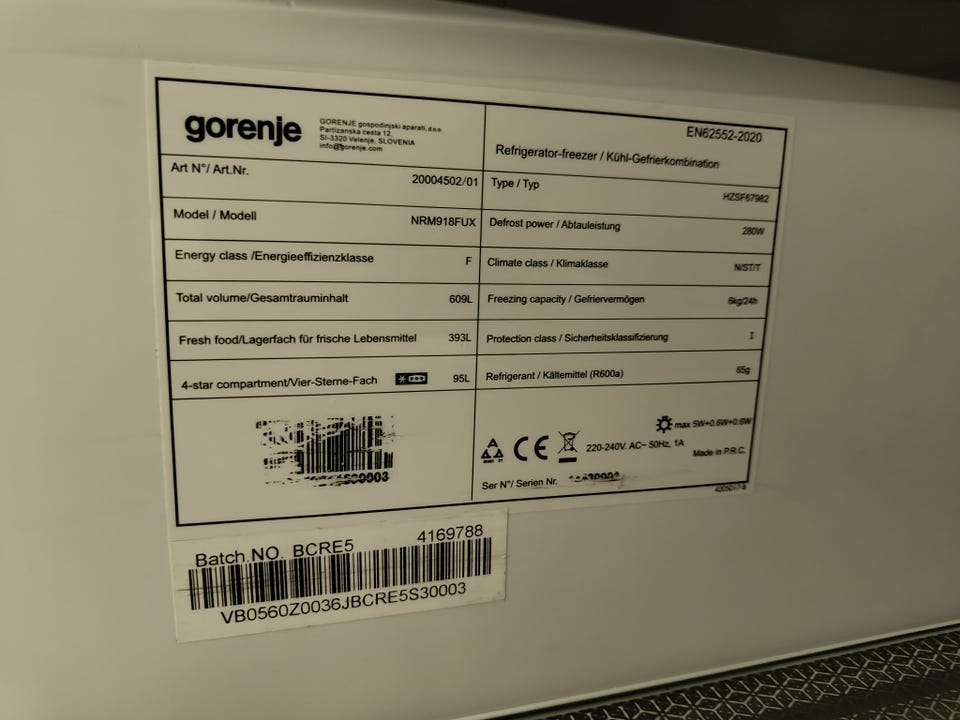 gorenje
GORENJE gospodinjski aparati, d.o.o.
Partizanska cesta 12,
SI-3320 Velenje, SLOVENIA
info@gorenje.com
EN62552-2020
Refrigerator-freezer / Kühl-Gefrierkombination
Art N°/ Art.Nr. 20004502/01
Type / Typ HZSF67982
Model / Modell NRM918FUX
Defrost power / Abtauleistung 280W
Energy class /Energieeffizienzklasse F
Climate class / Klimaklasse N/ST/T
Total volume/Gesamtrauminhalt 609L
Freezing capacity / Gefriervermögen 6kg/24h
Fresh food/Lagerfach für frische Lebensmittel 393L
Protection class / Sicherheitsklassifizierung I
4-star compartment/Vier-Sterne-Fach 95L
Refrigerant / Kältemittel (R600a) 65g
max 5W+0.6W+0.6W
CE 220-240V. AC~ 50Hz, 1A
Made in P.R.C.
Ser N°/ Serien Nr.
Batch.NO. BCRE5 4169788
VB0560Z0036JBCRE5S30003